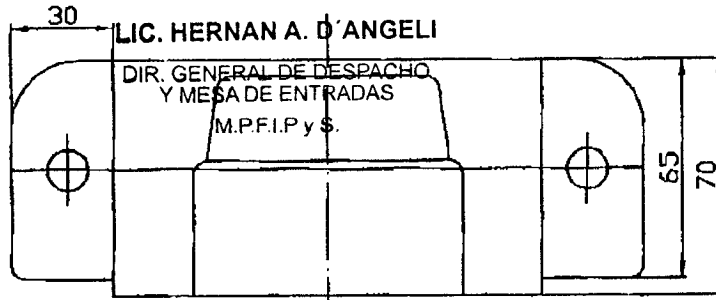 30
LIC. HERNAN A. D´ANGELI
DIR. GENERAL DE DESPACHO
Y MESA DE ENTRADAS
M.P.F.I.P y S.
65
70